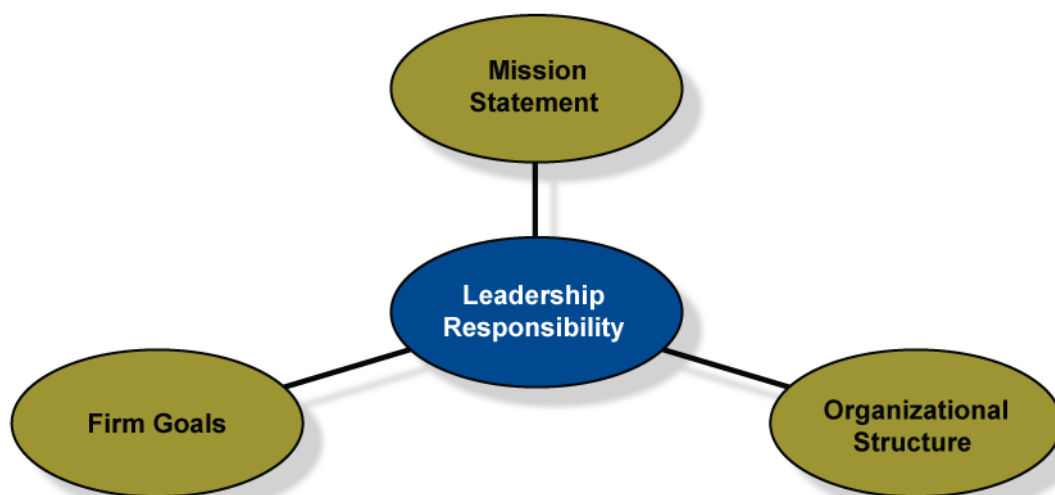 Mission
Statement
Leadership
Responsibility
Firm Goals
Organizational
Structure